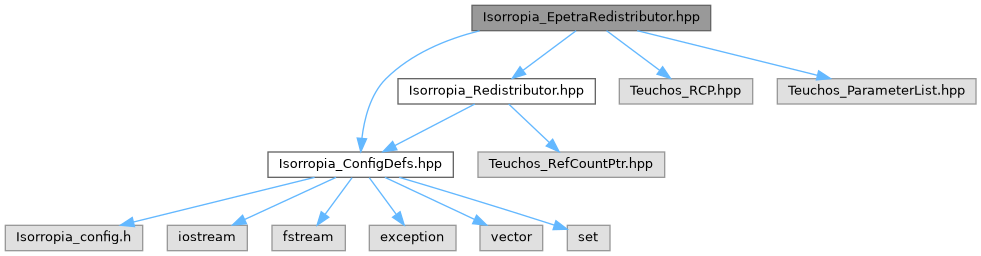 Isorropia_EpetraRedistributor.hpp
Isorropia_Redistributor.hpp
Teuchos_RCP.hpp
Teuchos_ParameterList.hpp
Isorropia_ConfigDefs.hpp
Teuchos_RefCountPtr.hpp
Isorropia_config.h
iostream
fstream
exception
vector
set